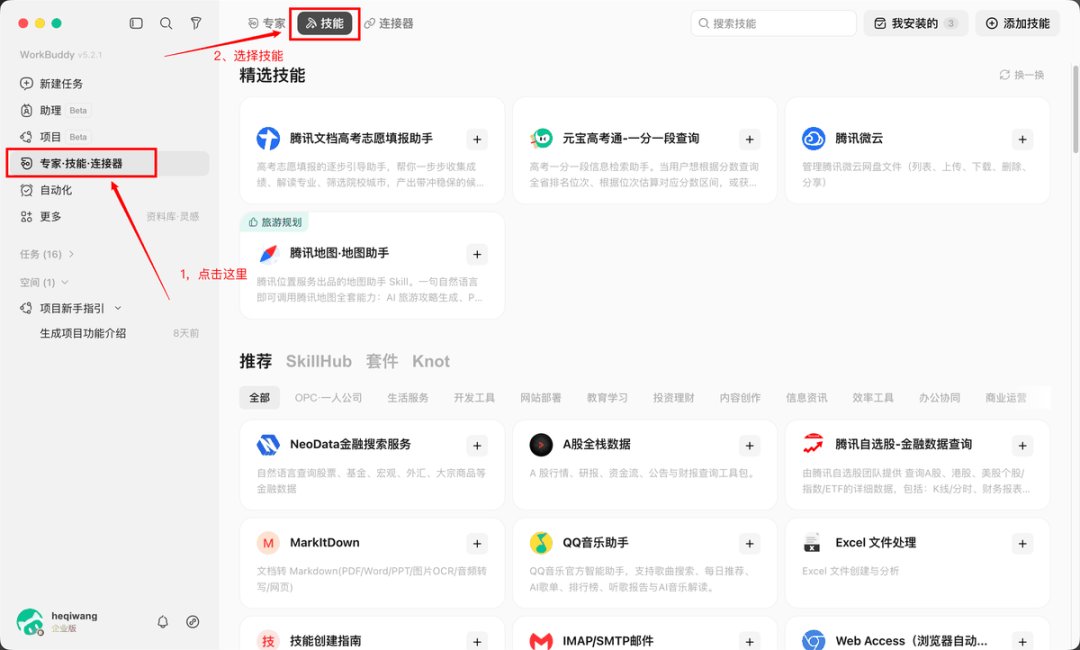 专家
技能
连接器
搜索技能
我安装的 3
添加技能
WorkBuddy v5.2.1
2、选择技能
新建任务
助理 Beta
项目 Beta
专家·技能·连接器
自动化
更多 资料库·灵感
任务 (16)
空间 (1)
1，点击这里
项目新手指引
生成项目功能介绍 8天前
heqiwang
企业版
精选技能
换一换
腾讯文档高考志愿填报助手
高考志愿填报的逐步引导助手，帮你一步步收集成
绩、解读专业、筛选院校城市，产出带冲稳保的候...
元宝高考通-一分一段查询
高考一分一段信息检索助手。当用户想根据分数查询
全省排名位次、根据位次估算对应分数区间，或获...
腾讯微云
管理腾讯微云网盘文件（列表、上传、下载、删除、
分享）
旅游规划
腾讯地图·地图助手
腾讯位置服务出品的地图助手 Skill。一句自然语言
即可调用腾讯地图全套能力：AI 旅游攻略生成、P...
推荐 SkillHub 套件 Knot
全部 OPC·一人公司 生活服务 开发工具 网站部署 教育学习 投资理财 内容创作 信息资讯 效率工具 办公协同 商业运营
NeoData金融搜索服务
自然语言查询股票、基金、宏观、外汇、大宗商品等
金融数据
A股全栈数据
A 股行情、研报、资金流、公告与财报查询工具包。
腾讯自选股-金融数据查询
由腾讯自选股团队提供 查询A股、港股、美股个股/
指数/ETF的详细数据，包括：K线/分时、财务报表...
M
MarkItDown
文档转 Markdown(PDF/Word/PPT/图片OCR/音频转
写/网页)
QQ音乐助手
QQ音乐官方智能助手，支持歌曲搜索、每日推荐、
AI歌单、排行榜、听歌报告与AI音乐解读。
Excel 文件处理
Excel 文件创建与分析
技
技能创建指南
IMAP/SMTP邮件
Web Access（浏览器自动...